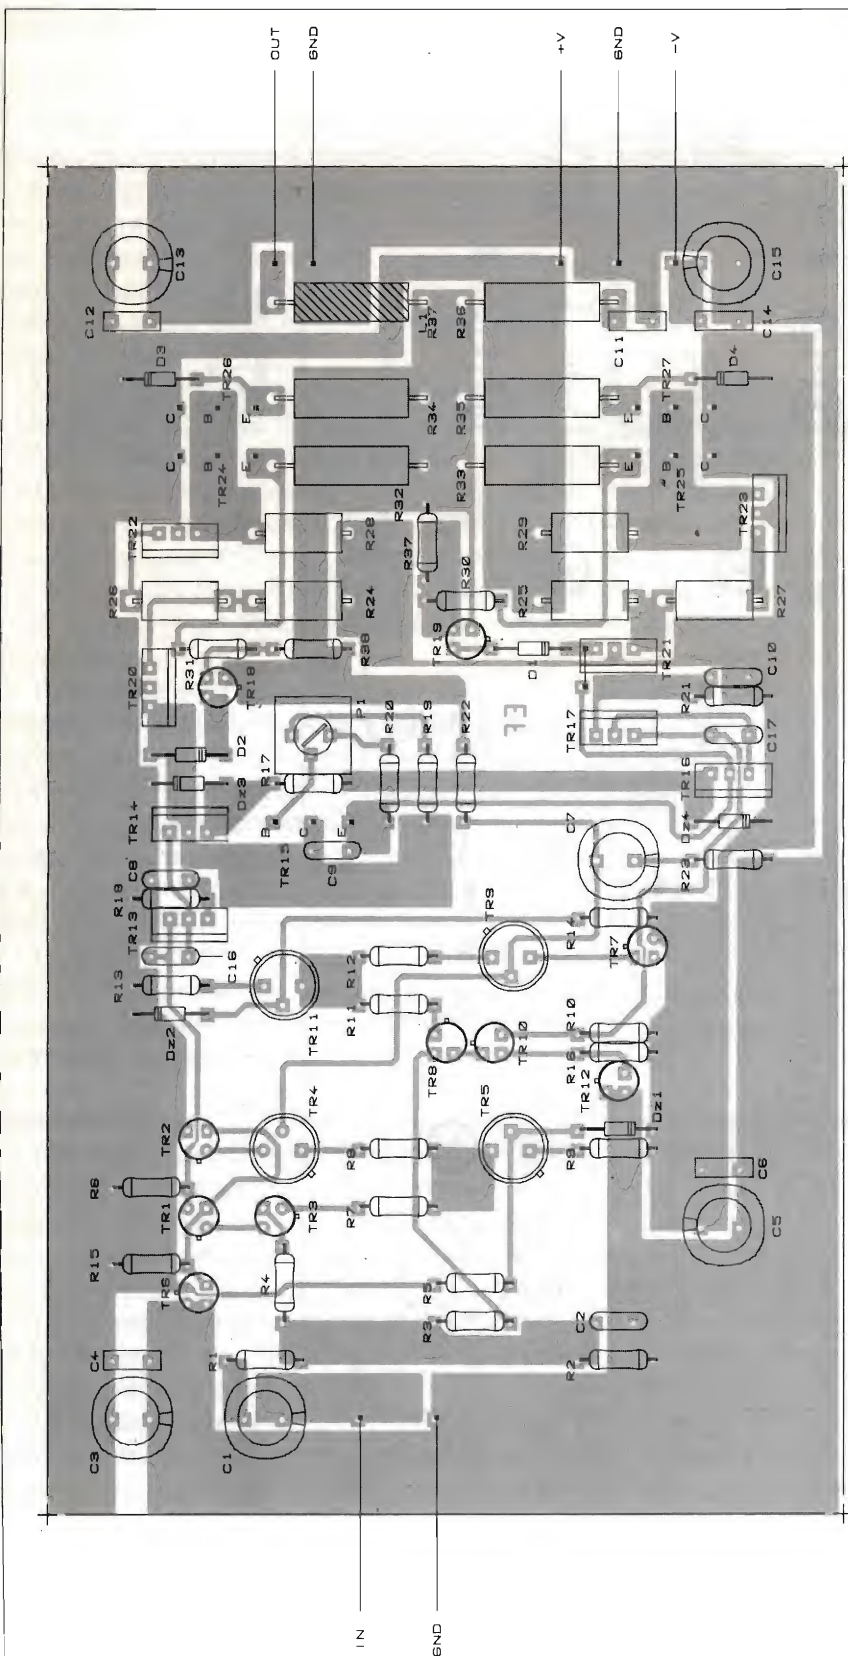 OUT
GND
+V
GND
-V
C13
C15
C12
L1
R37
R36
C11
C14
D3
TR26
C
B
E
R34
R35
E
TR27
B
C
D4
C
B
E
TR24
R32
R33
E
B
C
TR25
TR22
R28
R37
R29
TR23
R26
R24
R30
R25
R27
TR20
R31
TR18
R38
TR19
D1
TR21
R21
C10
D2
Dz3
R17
P1
R20
R19
R22
73
TR17
C17
TR16
TR14
B
C
E
TR15
C9
C7
Dz4
R23
C8
R18
TR13
C16
R13
Dz2
TR11
R12
R11
TR9
R14
TR7
TR8
TR10
R10
R16
TR12
TR2
TR4
R8
TR5
R9
Dz1
R6
TR1
TR3
R7
C6
C5
R15
TR6
R4
R5
R3
C2
C4
R1
R2
C3
C1
IN
GND